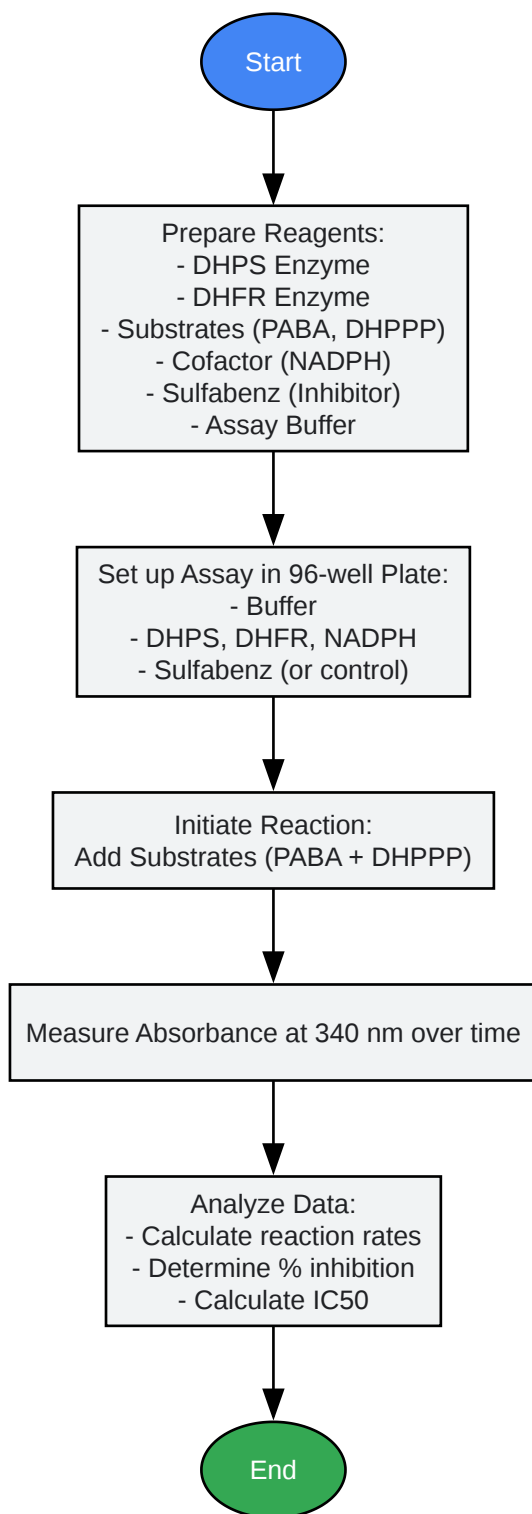 Start
Prepare Reagents:
- DHPS Enzyme
- DHFR Enzyme
- Substrates (PABA, DHPPP)
- Cofactor (NADPH)
- Sulfabenz (Inhibitor)
- Assay Buffer
Set up Assay in 96-well Plate:
- Buffer
- DHPS, DHFR, NADPH
- Sulfabenz (or control)
Initiate Reaction:
Add Substrates (PABA + DHPPP)
Measure Absorbance at 340 nm over time
Analyze Data:
- Calculate reaction rates
- Determine % inhibition
- Calculate IC50
End